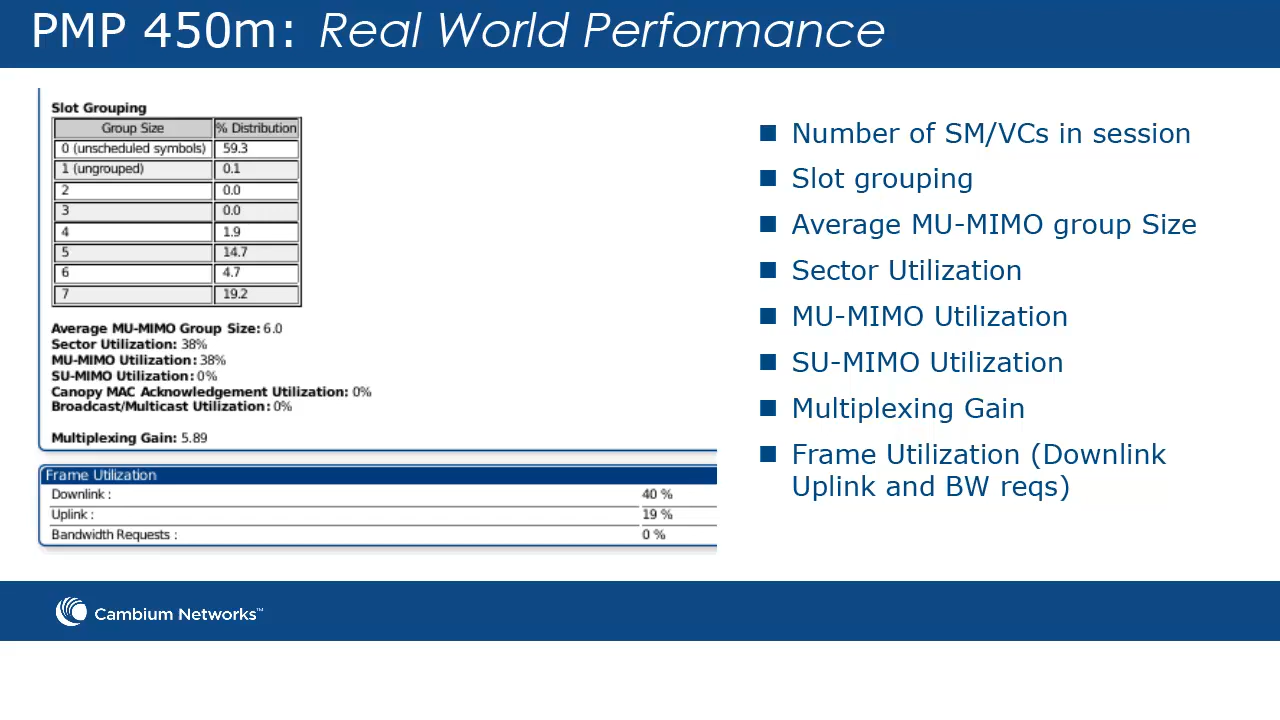 PMP 450m: Real World Performance
Slot Grouping
Group Size % Distribution
0 (unscheduled symbols) 59.3
1 (ungrouped) 0.1
2 0.0
3 0.0
4 1.9
5 14.7
6 4.7
7 19.2
Average MU-MIMO Group Size: 6.0
Sector Utilization: 38%
MU-MIMO Utilization: 38%
SU-MIMO Utilization: 0%
Canopy MAC Acknowledgement Utilization: 0%
Broadcast/Multicast Utilization: 0%
Multiplexing Gain: 5.89
Frame Utilization
Downlink : 40 %
Uplink : 19 %
Bandwidth Requests : 0 %
Number of SM/VCs in session
Slot grouping
Average MU-MIMO group Size
Sector Utilization
MU-MIMO Utilization
SU-MIMO Utilization
Multiplexing Gain
Frame Utilization (Downlink
Uplink and BW reqs)
Cambium Networks™